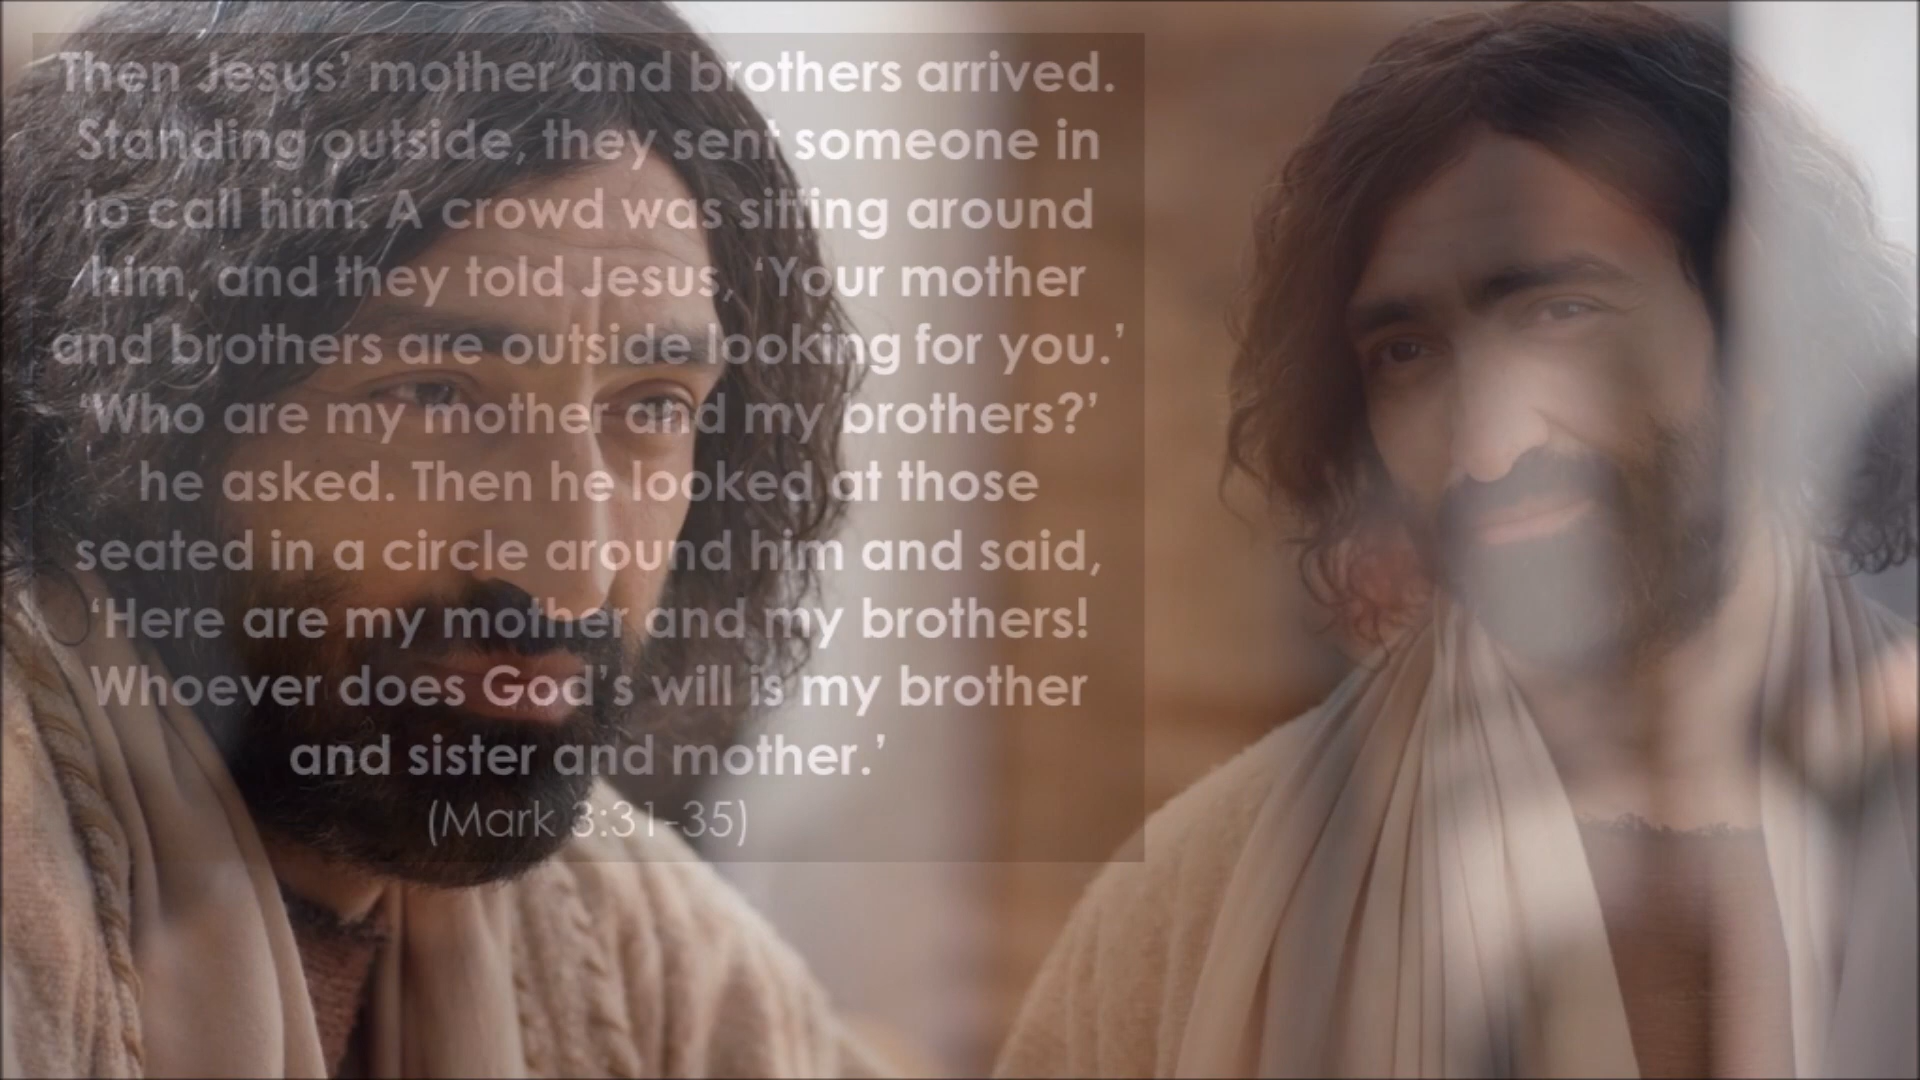 Then Jesus’ mother and brothers arrived.
Standing outside, they sent someone in
to call him. A crowd was sitting around
him, and they told Jesus, ‘Your mother
and brothers are outside looking for you.’
‘Who are my mother and my brothers?’
he asked. Then he looked at those
seated in a circle around him and said,
‘Here are my mother and my brothers!
Whoever does God’s will is my brother
and sister and mother.’
(Mark 3:31-35)